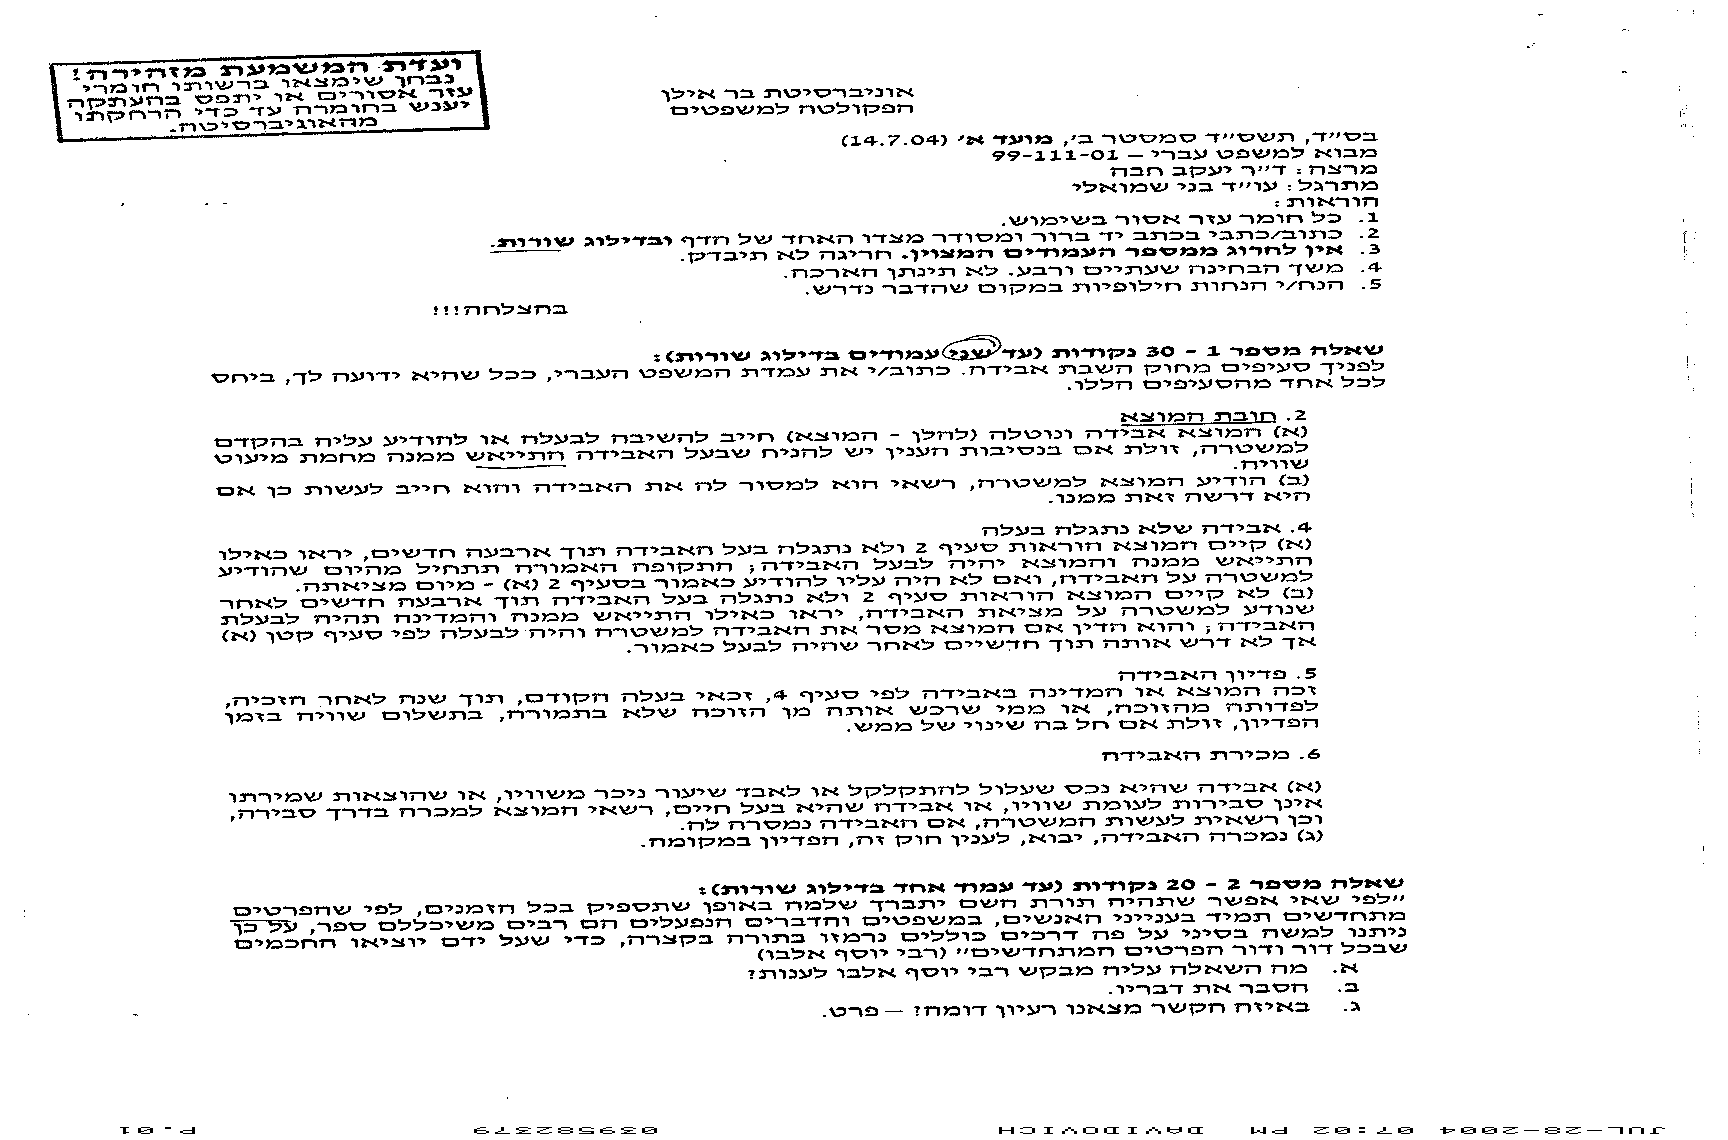 ועדת המשמעת מזהירה!
נבחן שימצאו ברשותו חומרי
עזר אסורים או יתפס בהעתקה
יענש בחומרה עד כדי הרחקתו
מהאוניברסיטה.
אוניברסיטת בר אילן
הפקולטה למשפטים
בס״ד, תשס״ד סמסטר ב׳, מועד א׳ (14.7.04)
מבוא למשפט עברי – 99-111-01
מרצה: ד״ר יעקב חבה
מתרגל: עו״ד בני שמואלי
הוראות:
1. כל חומר עזר אסור בשימוש.
2. כתוב/כתבי בכתב יד ברור ומסודר מצדו האחד של הדף ובדילוג שורות.
3. אין לחרוג ממספר העמודים המצוין. חריגה לא תיבדק.
4. משך הבחינה שעתיים ורבע. לא תינתן הארכה.
5. הנח/י הנחות חילופיות במקום שהדבר נדרש.
בהצלחה!!!
שאלה מספר 1 - 30 נקודות (עד שני עמודים בדילוג שורות):
לפניך סעיפים מחוק השבת אבידה. כתוב/י את עמדת המשפט העברי, ככל שהיא ידועה לך, ביחס
לכל אחד מהסעיפים הללו.
2. חובת המוצא
(א) המוצא אבידה ונוטלה (להלן - המוצא) חייב להשיבה לבעלה או להודיע עליה בהקדם
למשטרה, זולת אם בנסיבות הענין יש להניח שבעל האבידה התייאש ממנה מחמת מיעוט
שוויה.
(ב) הודיע המוצא למשטרה, רשאי הוא למסור לה את האבידה והוא חייב לעשות כן אם
היא דרשה זאת ממנו.
4. אבידה שלא נתגלה בעלה
(א) קיים המוצא הוראות סעיף 2 ולא נתגלה בעל האבידה תוך ארבעה חדשים, יראו כאילו
התייאש ממנה והמוצא יהיה לבעל האבידה; התקופה האמורה תתחיל מהיום שהודיע
למשטרה על האבידה, ואם לא היה עליו להודיע כאמור בסעיף 2 (א) - מיום מציאתה.
(ב) לא קיים המוצא הוראות סעיף 2 ולא נתגלה בעל האבידה תוך ארבעה חדשים לאחר
שנודע למשטרה על מציאת האבידה, יראו כאילו התייאש ממנה והמדינה תהיה לבעלת
האבידה; והוא הדין אם המוצא מסר את האבידה למשטרה והיה לבעלה לפי סעיף קטן (א)
אך לא דרש אותה תוך חדשיים לאחר שהיה לבעל כאמור.
5. פדיון האבידה
זכה המוצא או המדינה באבידה לפי סעיף 4, זכאי בעלה הקודם, תוך שנה לאחר הזכיה,
לפדותה מהזוכה, או ממי שרכש אותה מן הזוכה שלא בתמורה, בתשלום שוויה בזמן
הפדיון, זולת אם חל בה שינוי של ממש.
6. מכירת האבידה
(א) אבידה שהיא נכס שעלול להתקלקל או לאבד שיעור ניכר משוויו, או שהוצאות שמירתו
אינן סבירות לעומת שוויו, או אבידה שהיא בעל חיים, רשאי המוצא למכרה בדרך סבירה,
וכן רשאית לעשות המשטרה, אם האבידה נמסרה לה.
(ג) נמכרה האבידה, יבוא, לענין חוק זה, הפדיון במקומה.
שאלה מספר 2 - 20 נקודות (עד עמוד אחד בדילוג שורות):
״לפי שאי אפשר שתהיה תורת השם יתברך שלמה באופן שתספיק בכל הזמנים, לפי שהפרטים
מתחדשים תמיד בענייני האנשים, במשפטים והדברים הנפעלים הם רבים משיכללם ספר, על כן
ניתנו למשה בסיני על פה דרכים כוללים נרמזו בתורה בקצרה, כדי שעל ידם יוציאו החכמים
שבכל דור ודור הפרטים המתחדשים״ (רבי יוסף אלבו)
א. מה השאלה עליה מבקש רבי יוסף אלבו לענות?
ב. הסבר את דבריו.
ג. באיזה הקשר מצאנו רעיון דומה? – פרט.
JUL-28-2004 07:02 PM DAVIDOVICH 039582379 P.01